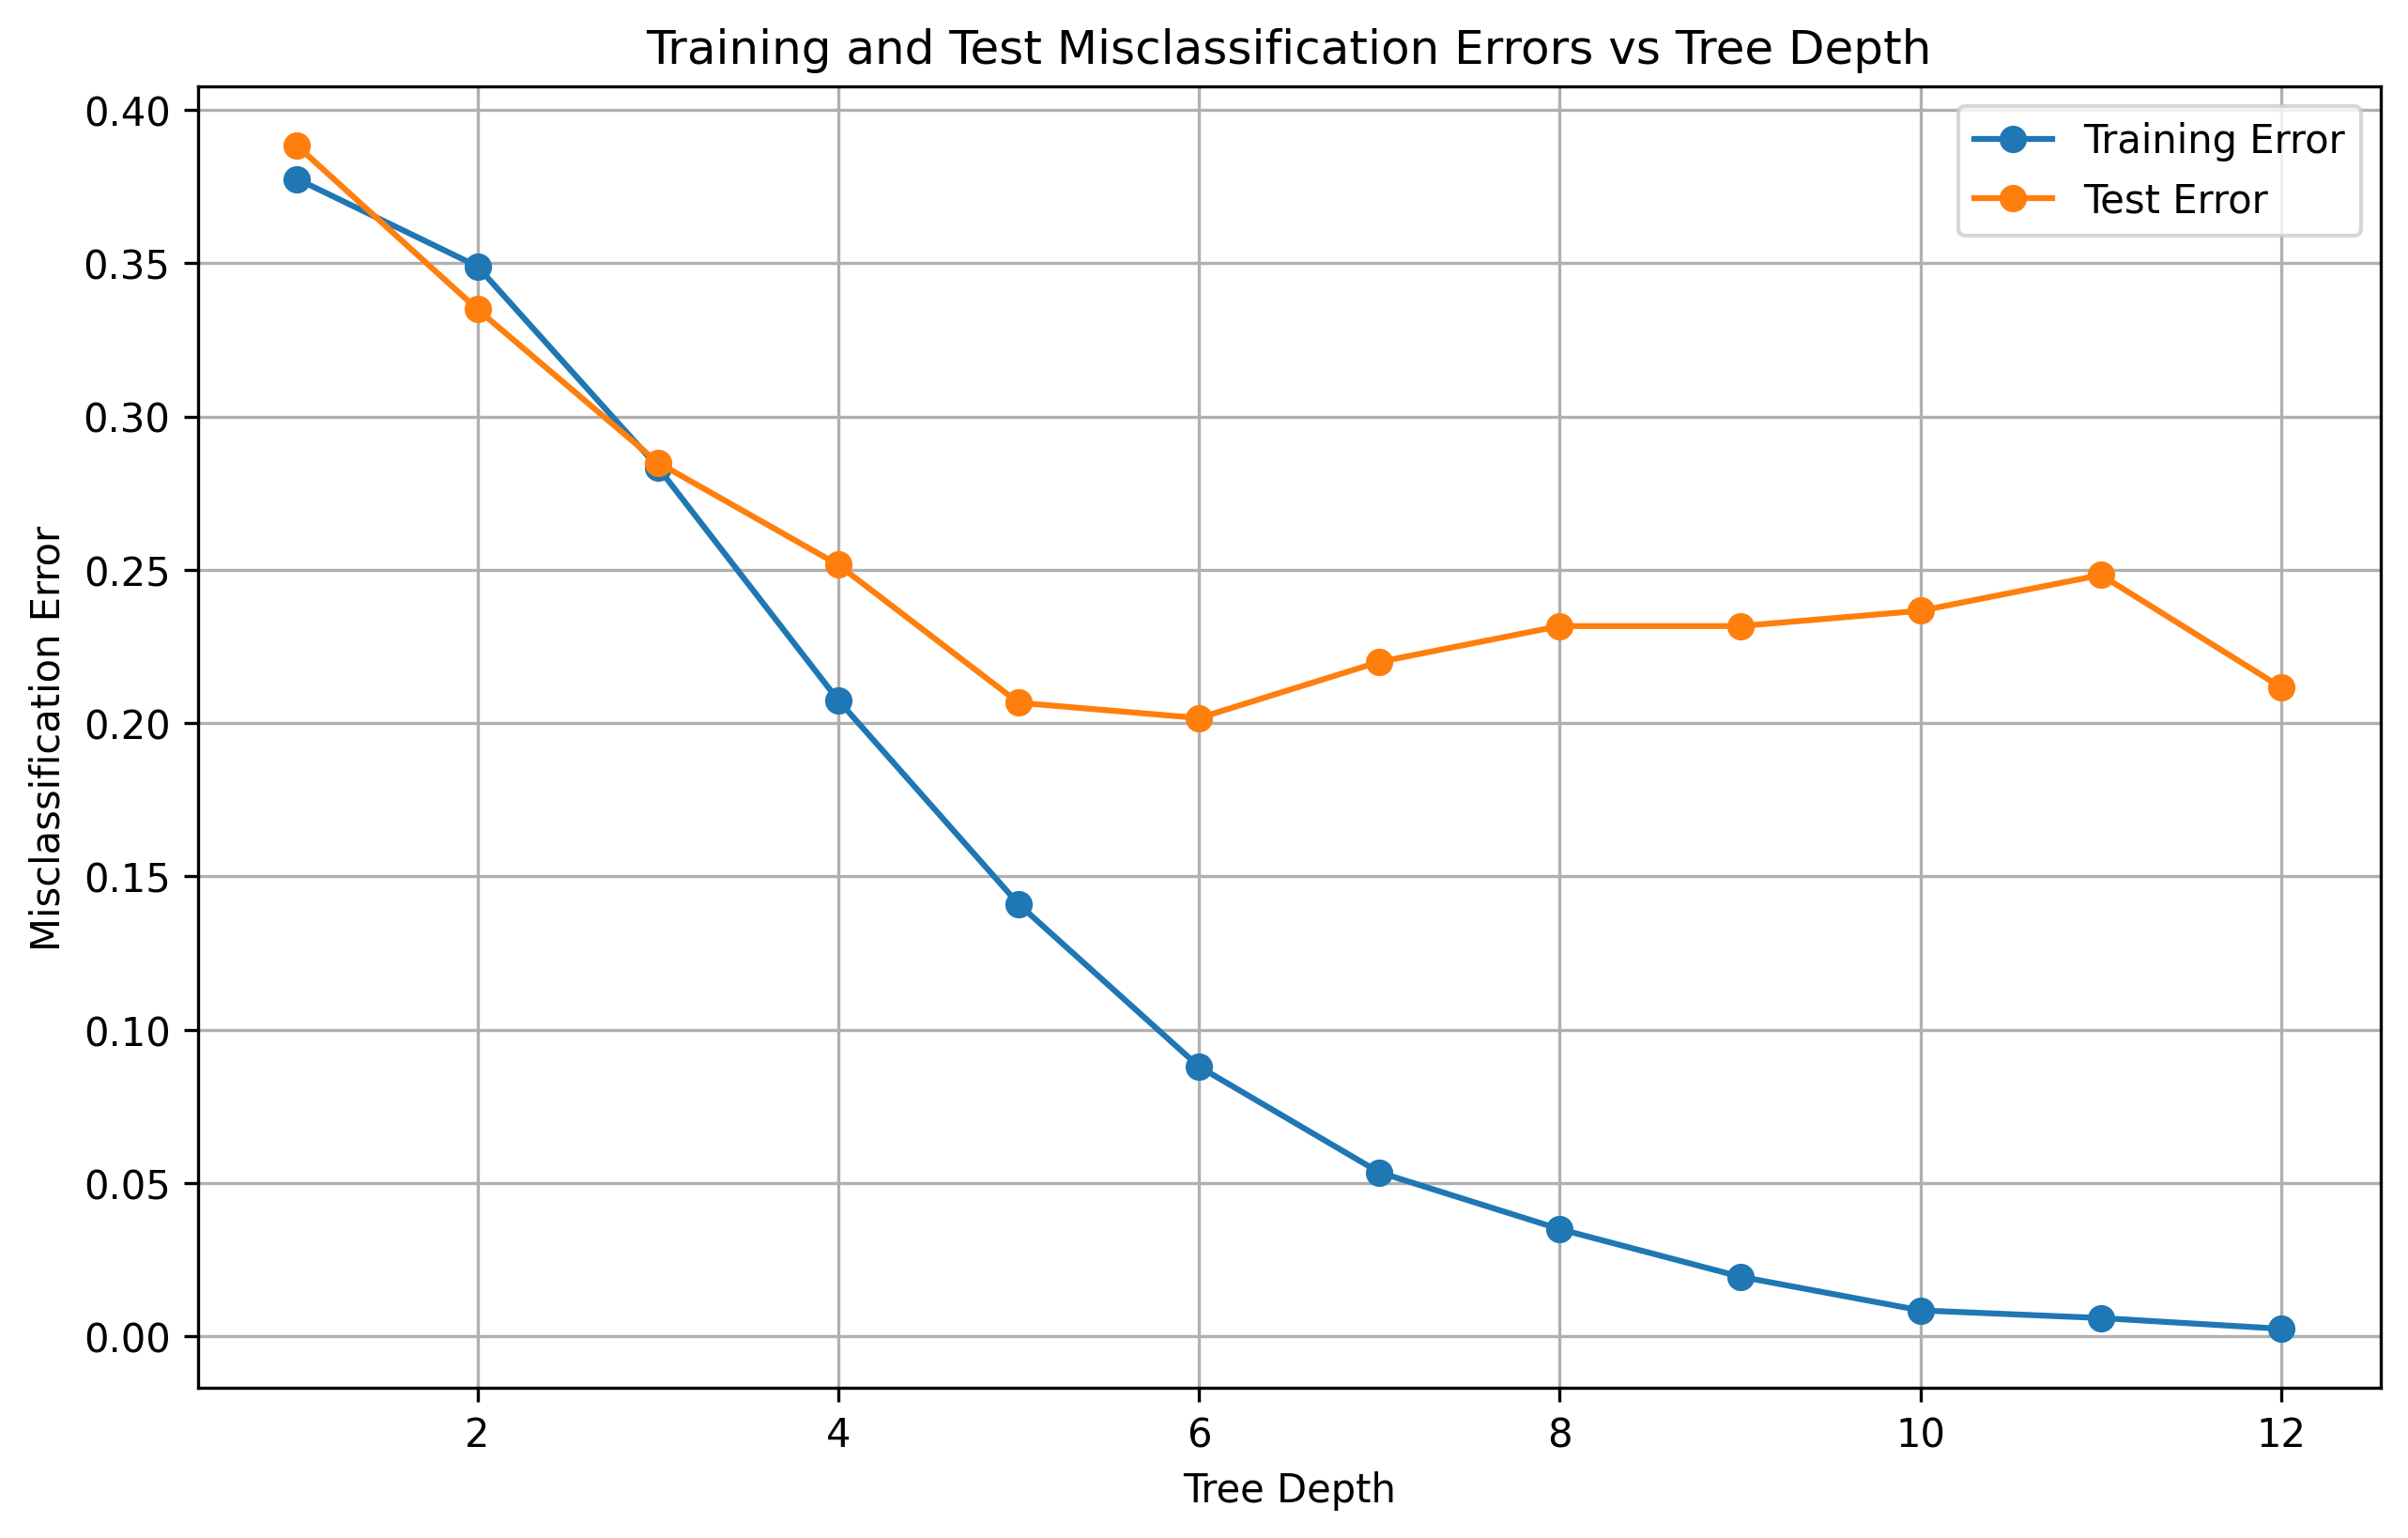 Training and Test Misclassification Errors vs Tree Depth
Training Error
Test Error
0.40
0.35
0.30
0.25
0.20
0.15
0.10
0.05
0.00
Misclassification Error
2 4 6 8 10 12
Tree Depth